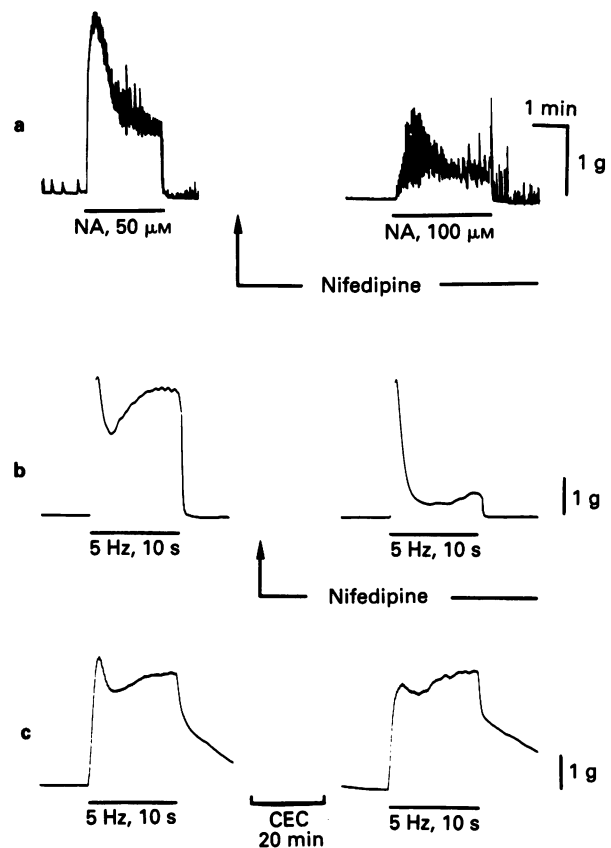 a
1 min
1 g
NA, 50 μM
NA, 100 μM
Nifedipine
b
1 g
5 Hz, 10 s
5 Hz, 10 s
Nifedipine
c
1 g
5 Hz, 10 s
CEC
20 min
5 Hz, 10 s